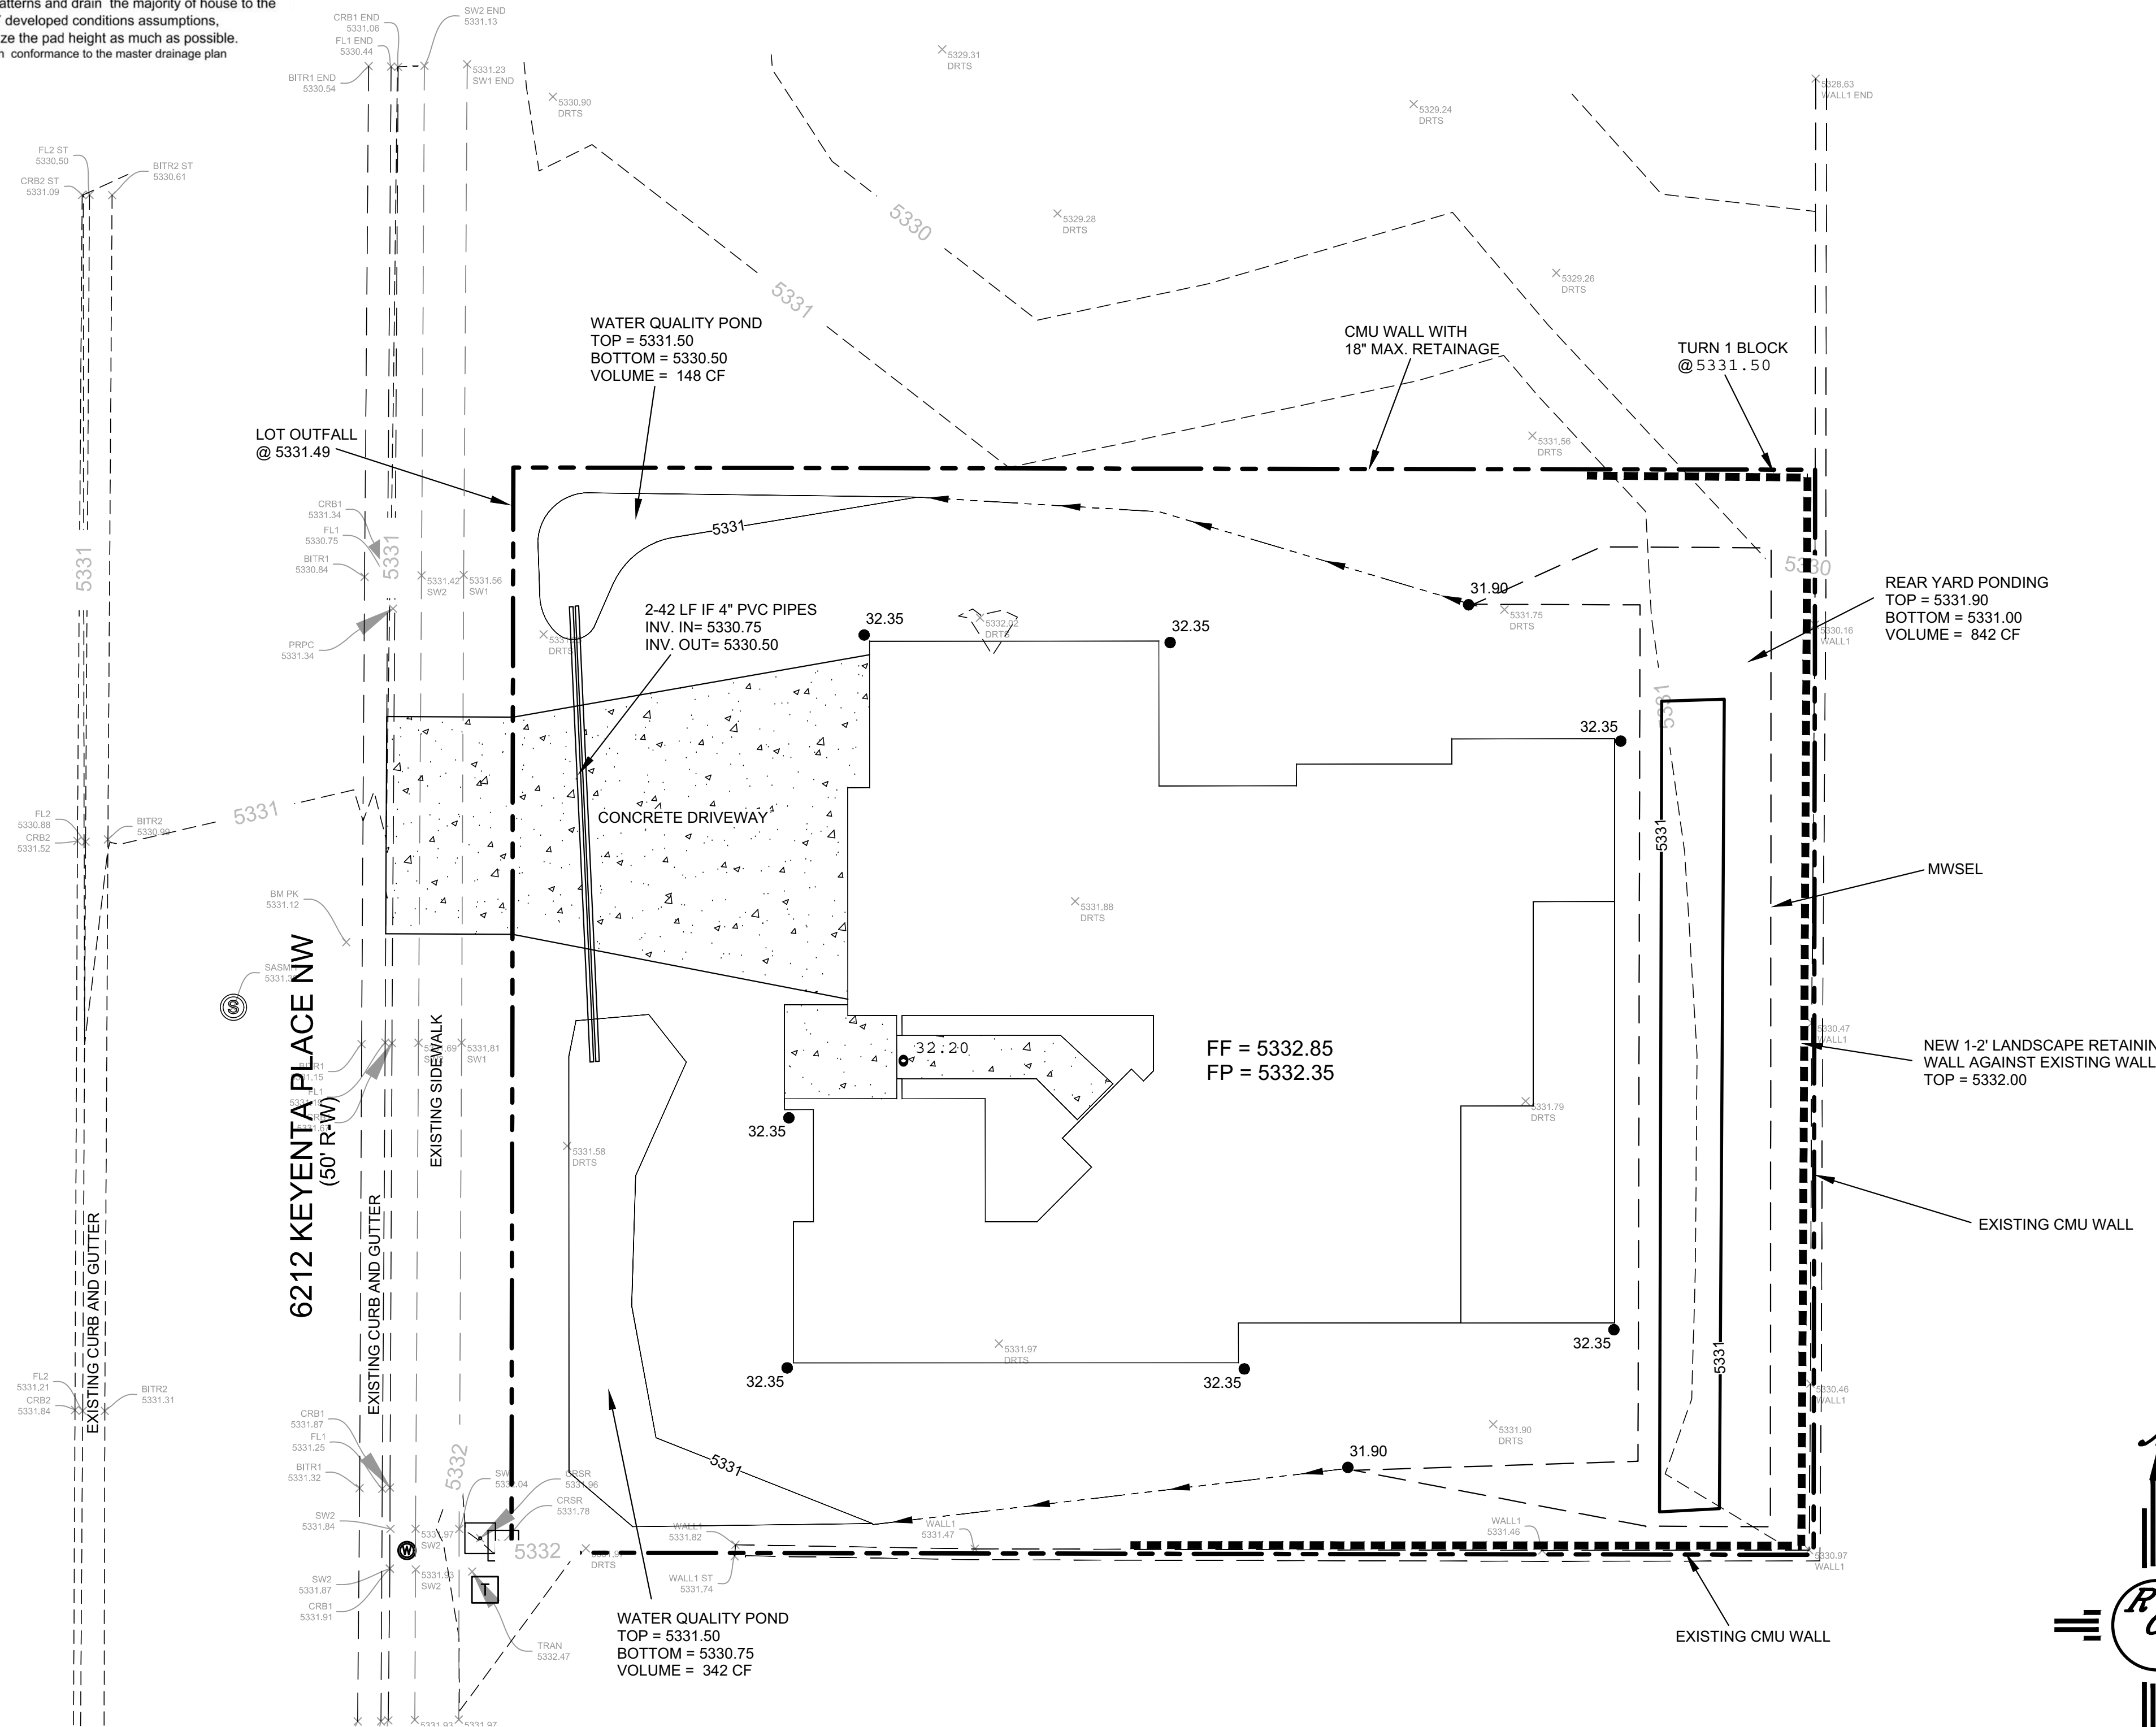 atterns and drain the majority of house to the
developed conditions assumptions,
ze the pad height as much as possible.
conformance to the master drainage plan
CRB1 END
5331.06
SW2 END
5331.13
FL1 END
5330.44
BITR1 END
5330.54
5331.23
SW1 END
5330.90
DRTS
5329.31
DRTS
5329.24
DRTS
5328.63
WALL1 END
FL2 ST
5330.50
CRB2 ST
5331.09
BITR2 ST
5330.61
5330
5329.28
DRTS
5329.26
DRTS
5331
WATER QUALITY POND
TOP = 5331.50
BOTTOM = 5330.50
VOLUME = 148 CF
CMU WALL WITH
18" MAX. RETAINAGE
TURN 1 BLOCK
@5331.50
LOT OUTFALL
@ 5331.49
5331.56
DRTS
CRB1
5331.34
FL1
5330.75
BITR1
5330.84
5331
5331
5331.42
SW2
5331.56
SW1
5331
5330
REAR YARD PONDING
TOP = 5331.90
BOTTOM = 5331.00
VOLUME = 842 CF
31.90
5331.75
DRTS
2-42 LF IF 4" PVC PIPES
INV. IN= 5330.75
INV. OUT= 5330.50
32.35
32.35
5332.02
DRTS
DRTS
5330.16
WALL1
PRPC
5331.34
5331
32.35
CONCRETE DRIVEWAY
5331
FL2
5330.88
CRB2
5331.52
BITR2
5330.99
5331
MWSEL
BM PK
5331.12
5331.88
DRTS
S
6212 KEYENTA PLACE NW
(50' R-W)
EXISTING SIDEWALK
5331.81
SW1
32.20
FF = 5332.85
FP = 5332.35
5330.47
WALL1
NEW 1-2' LANDSCAPE RETAININ
WALL AGAINST EXISTING WALL
TOP = 5332.00
5331.79
DRTS
32.35
5331.58
DRTS
EXISTING CURB AND GUTTER
EXISTING CURB AND GUTTER
EXISTING CMU WALL
5331.97
DRTS
32.35
5331
32.35
32.35
5330.46
WALL1
FL2
5331.21
CRB2
5331.84
BITR2
5331.31
CRB1
5331.87
FL1
5331.25
BITR1
5331.32
5332
5331.90
DRTS
31.90
5331
CRSR
5331.96
CRSR
5331.78
SW2
5331.84
5331.97
SW2
W
5332
DRTS
WALL1
5331.82
WALL1
5331.47
WALL1
5331.46
5330.97
WALL1
SW2
5331.87
CRB1
5331.91
5331.93
SW2
T
WALL1 ST
5331.74
WATER QUALITY POND
TOP = 5331.50
BOTTOM = 5330.75
VOLUME = 342 CF
TRAN
5332.47
EXISTING CMU WALL
R
5331.93
5331.97